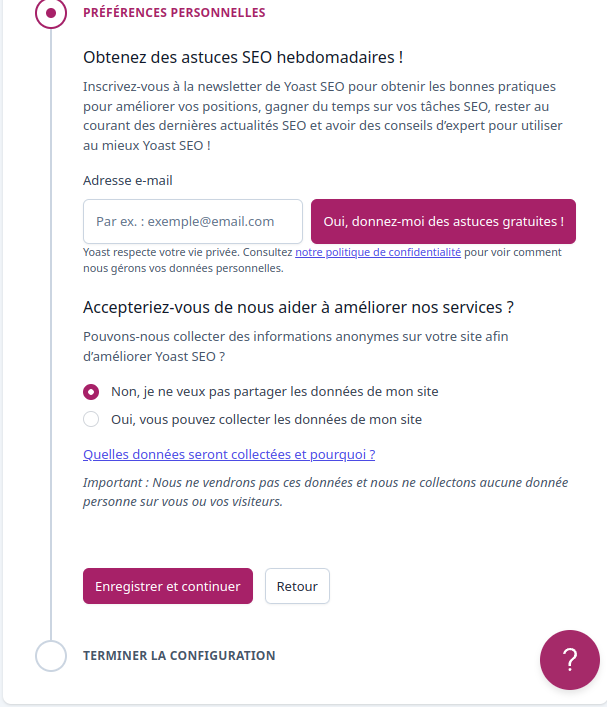 PRÉFÉRENCES PERSONNELLES
Obtenez des astuces SEO hebdomadaires !
Inscrivez-vous à la newsletter de Yoast SEO pour obtenir les bonnes pratiques
pour améliorer vos positions, gagner du temps sur vos tâches SEO, rester au
courant des dernières actualités SEO et avoir des conseils d’expert pour utiliser
au mieux Yoast SEO !
Adresse e-mail
Par ex. : exemple@email.com
Oui, donnez-moi des astuces gratuites !
Yoast respecte votre vie privée. Consultez notre politique de confidentialité pour voir comment
nous gérons vos données personnelles.
Accepteriez-vous de nous aider à améliorer nos services ?
Pouvons-nous collecter des informations anonymes sur votre site afin
d’améliorer Yoast SEO ?
Non, je ne veux pas partager les données de mon site
Oui, vous pouvez collecter les données de mon site
Quelles données seront collectées et pourquoi ?
Important : Nous ne vendrons pas ces données et nous ne collectons aucune donnée
personne sur vous ou vos visiteurs.
Enregistrer et continuer
Retour
TERMINER LA CONFIGURATION
?